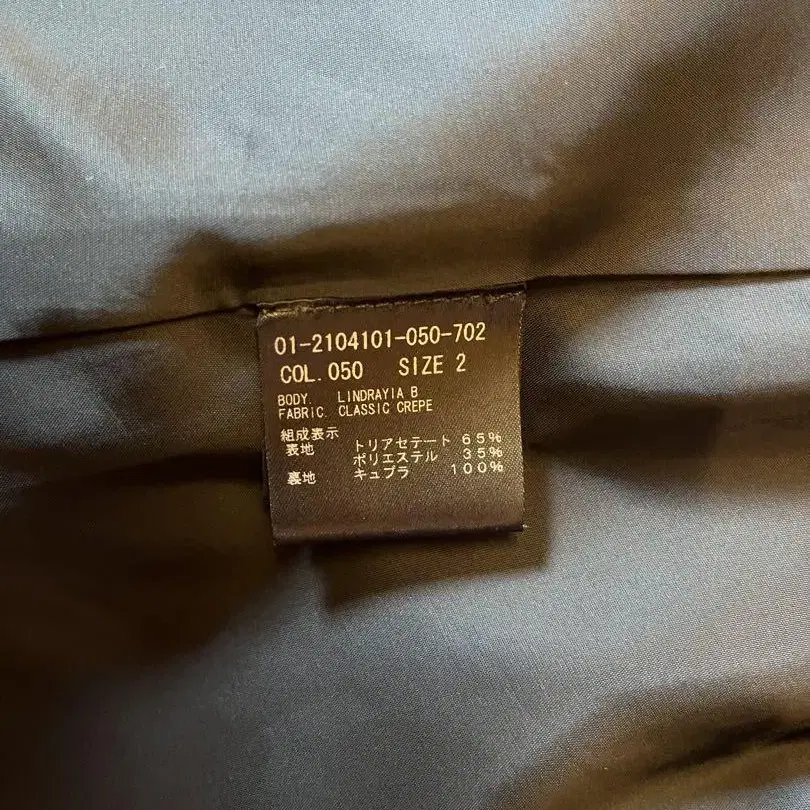 01-2104101-050-702
COL. 050 SIZE 2
BODY. LINDRAYIA B
FABRIC. CLASSIC CREPE
組成表示
表地 トリアセテート 65%
ポリエステル 35%
裏地 キュプラ 100%